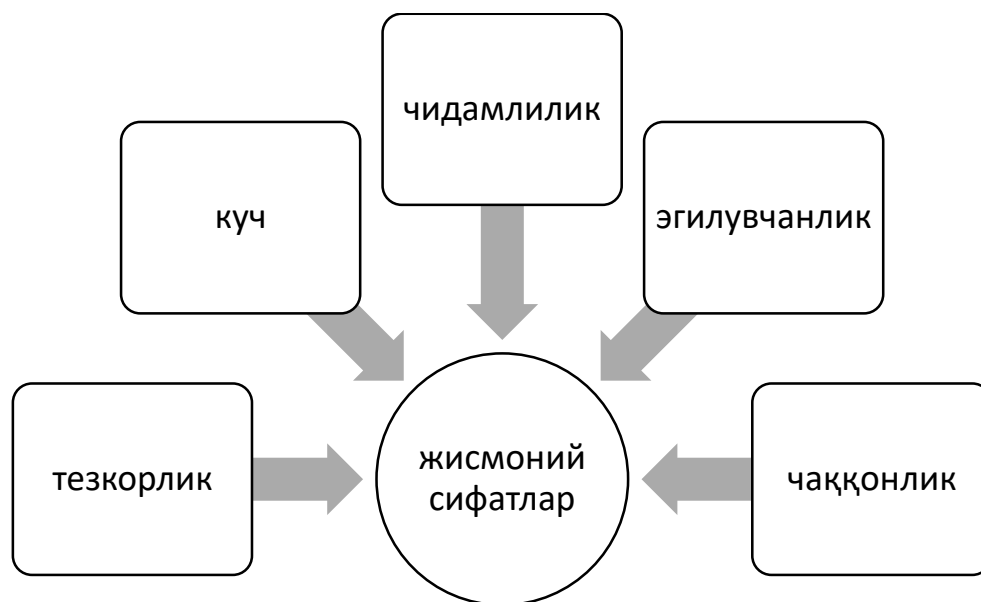 чидамлилик
куч
эгилувчанлик
тезкорлик
жисмоний
сифатлар
чаққонлик